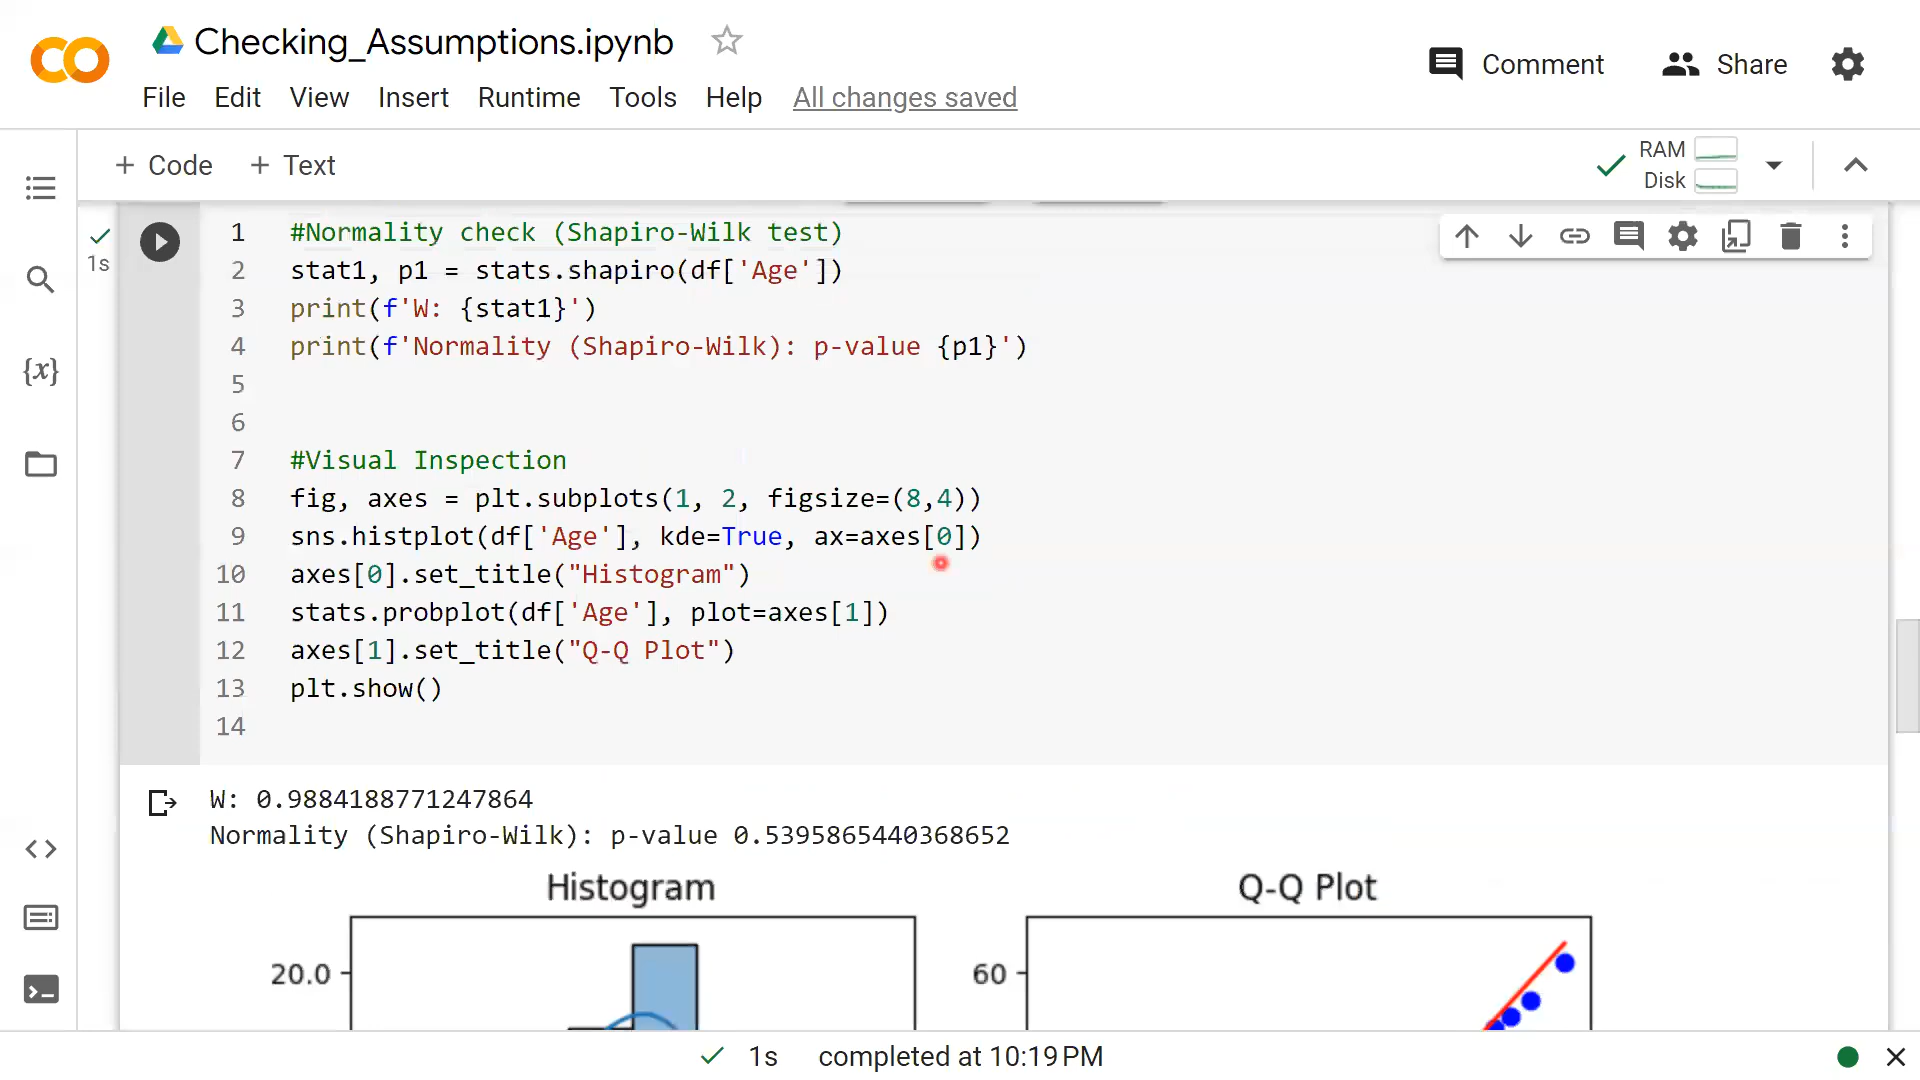 Checking_Assumptions.ipynb
Comment
Share
File Edit View Insert Runtime Tools Help All changes saved
+ Code + Text
RAM
Disk
1s
1 #Normality check (Shapiro-Wilk test)
2 stat1, p1 = stats.shapiro(df['Age'])
3 print(f'W: {stat1}')
4 print(f'Normality (Shapiro-Wilk): p-value {p1}')
5
6
7 #Visual Inspection
8 fig, axes = plt.subplots(1, 2, figsize=(8,4))
9 sns.histplot(df['Age'], kde=True, ax=axes[0])
10 axes[0].set_title("Histogram")
11 stats.probplot(df['Age'], plot=axes[1])
12 axes[1].set_title("Q-Q Plot")
13 plt.show()
14
{x}
W: 0.9884188771247864
Normality (Shapiro-Wilk): p-value 0.5395865440368652
Histogram
Q-Q Plot
20.0
60
1s completed at 10:19 PM